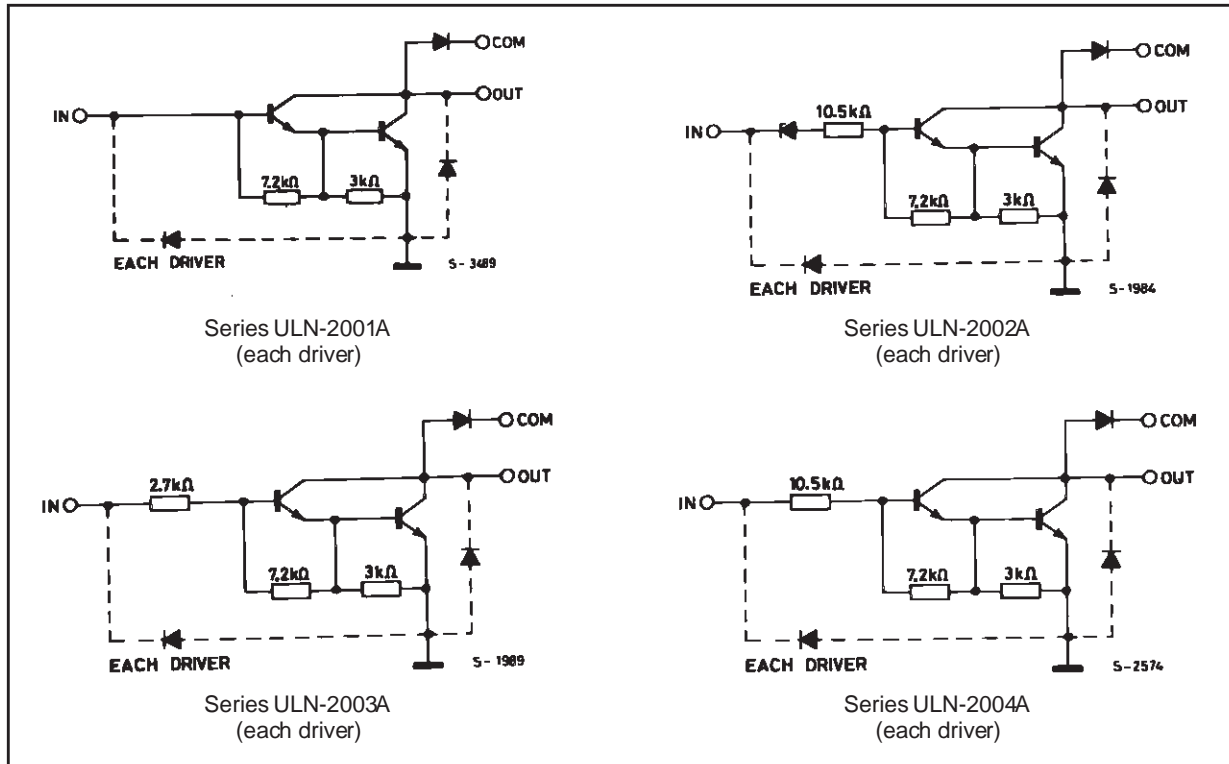 COM
OUT
IN
7.2kΩ 3kΩ
EACH DRIVER
S-3489
Series ULN-2001A
(each driver)
COM
OUT
10.5kΩ
IN
7.2kΩ 3kΩ
EACH DRIVER
S-1984
Series ULN-2002A
(each driver)
COM
OUT
2.7kΩ
IN
7.2kΩ 3kΩ
EACH DRIVER
S-1989
Series ULN-2003A
(each driver)
COM
OUT
10.5kΩ
IN
7.2kΩ 3kΩ
EACH DRIVER
S-2574
Series ULN-2004A
(each driver)